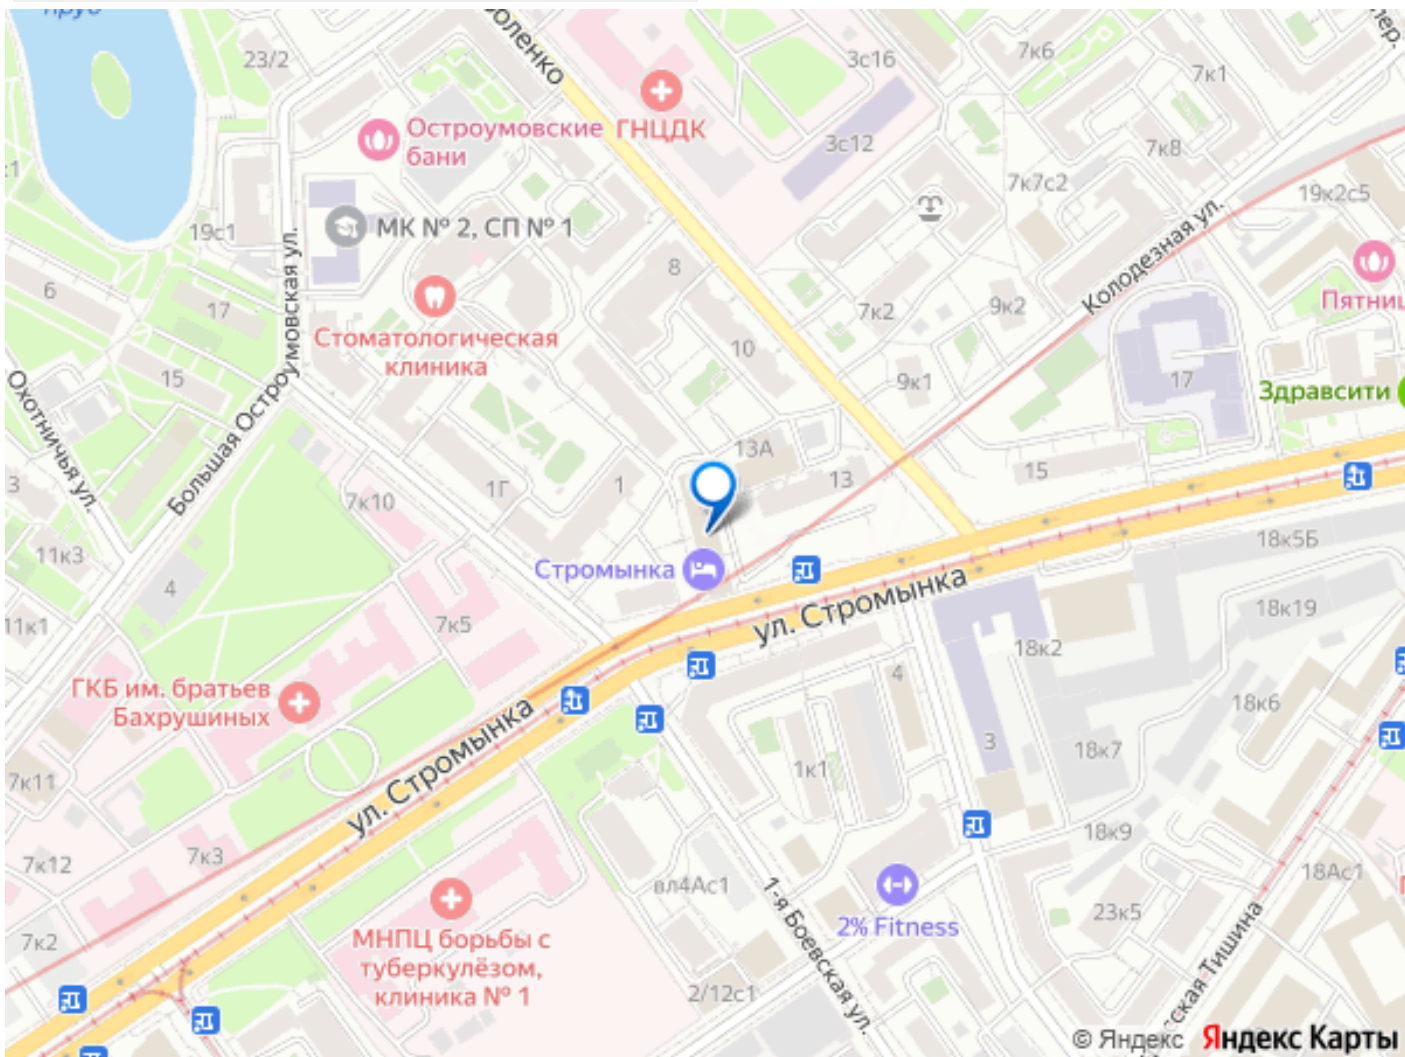 пруд
оленко
пер.
23/2
3с16
7к6
7к1
Остроумовские
бани
ГНЦДК
3с12
7к8
7к7с2
19к2с5
19с1
МК № 2, СП № 1
Колодезная ул.
8
6
17
Стоматологическая
клиника
7к2
9к2
Пятниц
10
15
9к1
17
Здравсити
Охотничья ул.
Большая Остроумовская ул.
13А
13
15
3
7к10
1Г
1
11к3
4
Стромынка
18к5Б
ул. Стромынка
11к1
7к5
18к19
18к2
4
ГКБ им. братьев
Бахрушиных
18к6
3
18к7
7к11
1к1
ул. Стромынка
18к9
7к3
7к12
вл4Ас1
18Ас1
2% Fitness
23к5
1-я Боевская ул.
7к2
МНПЦ борьбы с
туберкулёзом,
клиника № 1
2/12с1
ская Тишина
© Яндекс Яндекс Карты